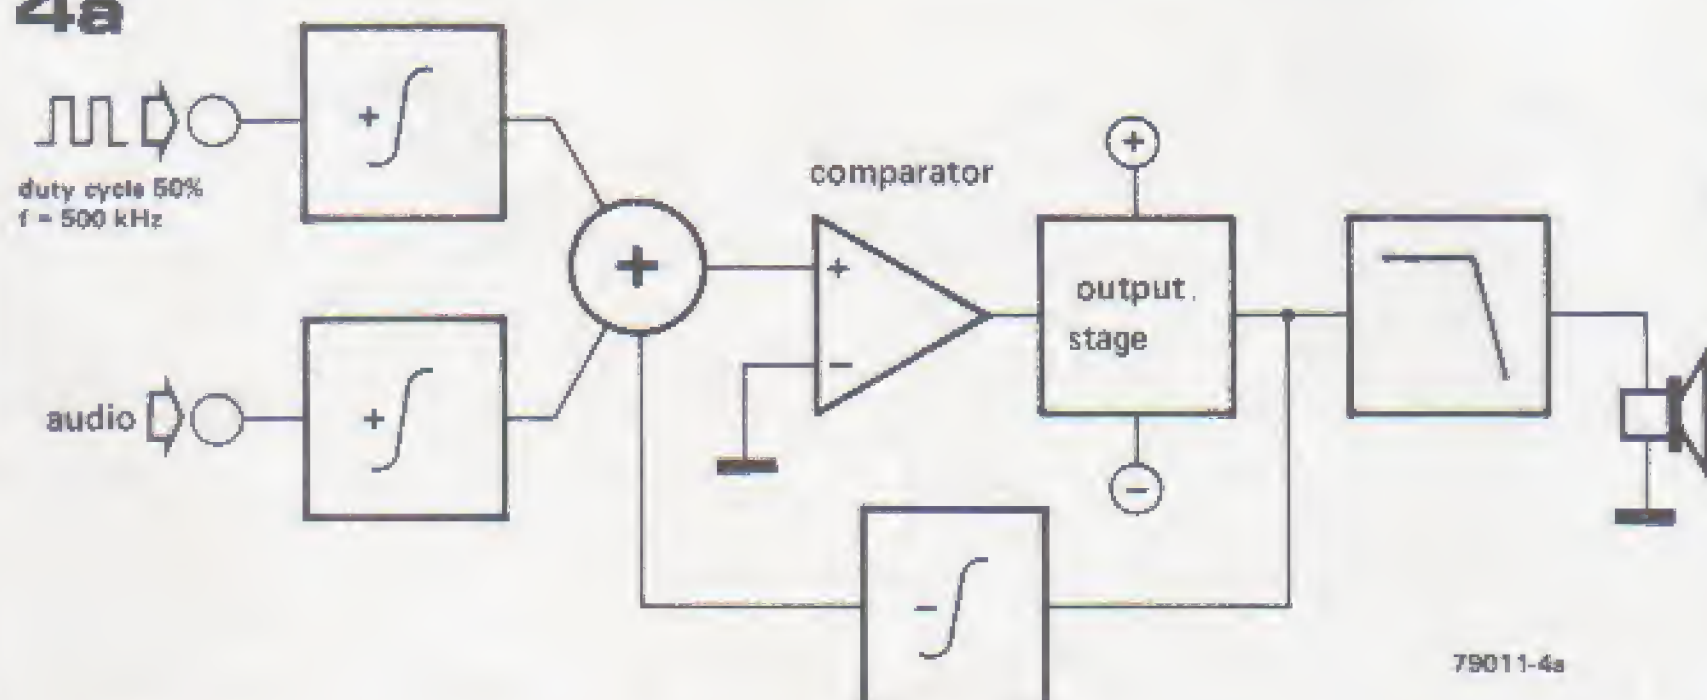 4a
duty cycle 50%
f = 500 kHz
+
audio
+
+
comparator
+
−
+
output
stage
−
−
79011-4a